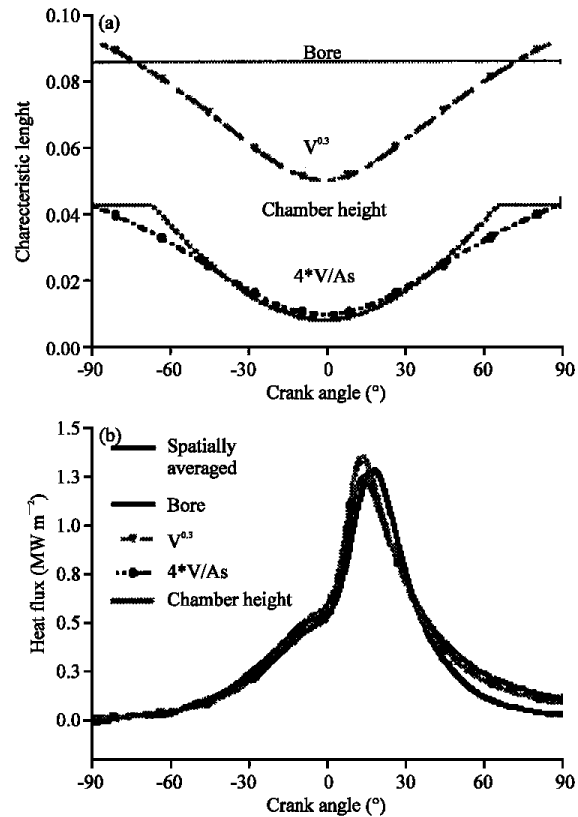 (a)
0.10
0.08
0.06
0.04
0.02
0.00
Charecteristic lenght
Bore
V0.3
Chamber height
4*V/As
-90
-60
-30
0
30
60
90
Crank angle (°)
(b)
1.5
1.3
1.0
0.8
0.5
0.3
0.0
Heat flux (MW m−2)
Spatially
averaged
Bore
V0.3
4*V/As
Chamber height
-90
-60
-30
0
30
60
90
Crank angle (°)